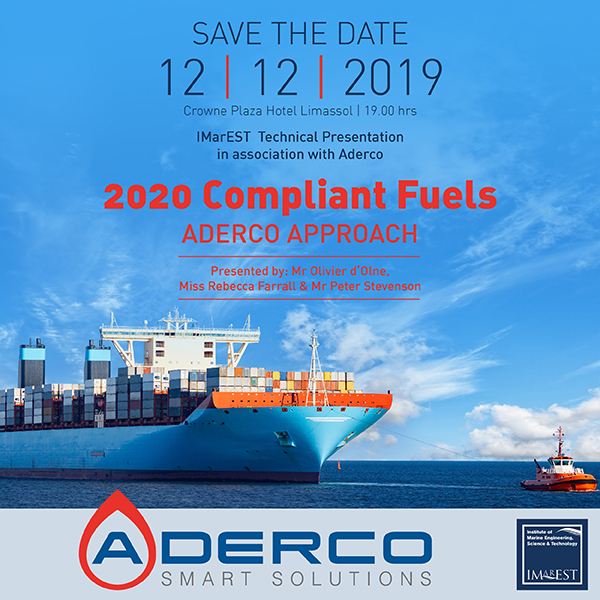 SAVE THE DATE
12 | 12 | 2019
Crowne Plaza Hotel Limassol | 19.00 hrs
IMarEST Technical Presentation
in association with Aderco
2020 Compliant Fuels
ADERCO APPROACH
Presented by: Mr Olivier d'Olne,
Miss Rebecca Farrall & Mr Peter Stevenson
ADERCO
SMART SOLUTIONS
Institute of
Marine Engineering,
Science & Technology
IMarEST